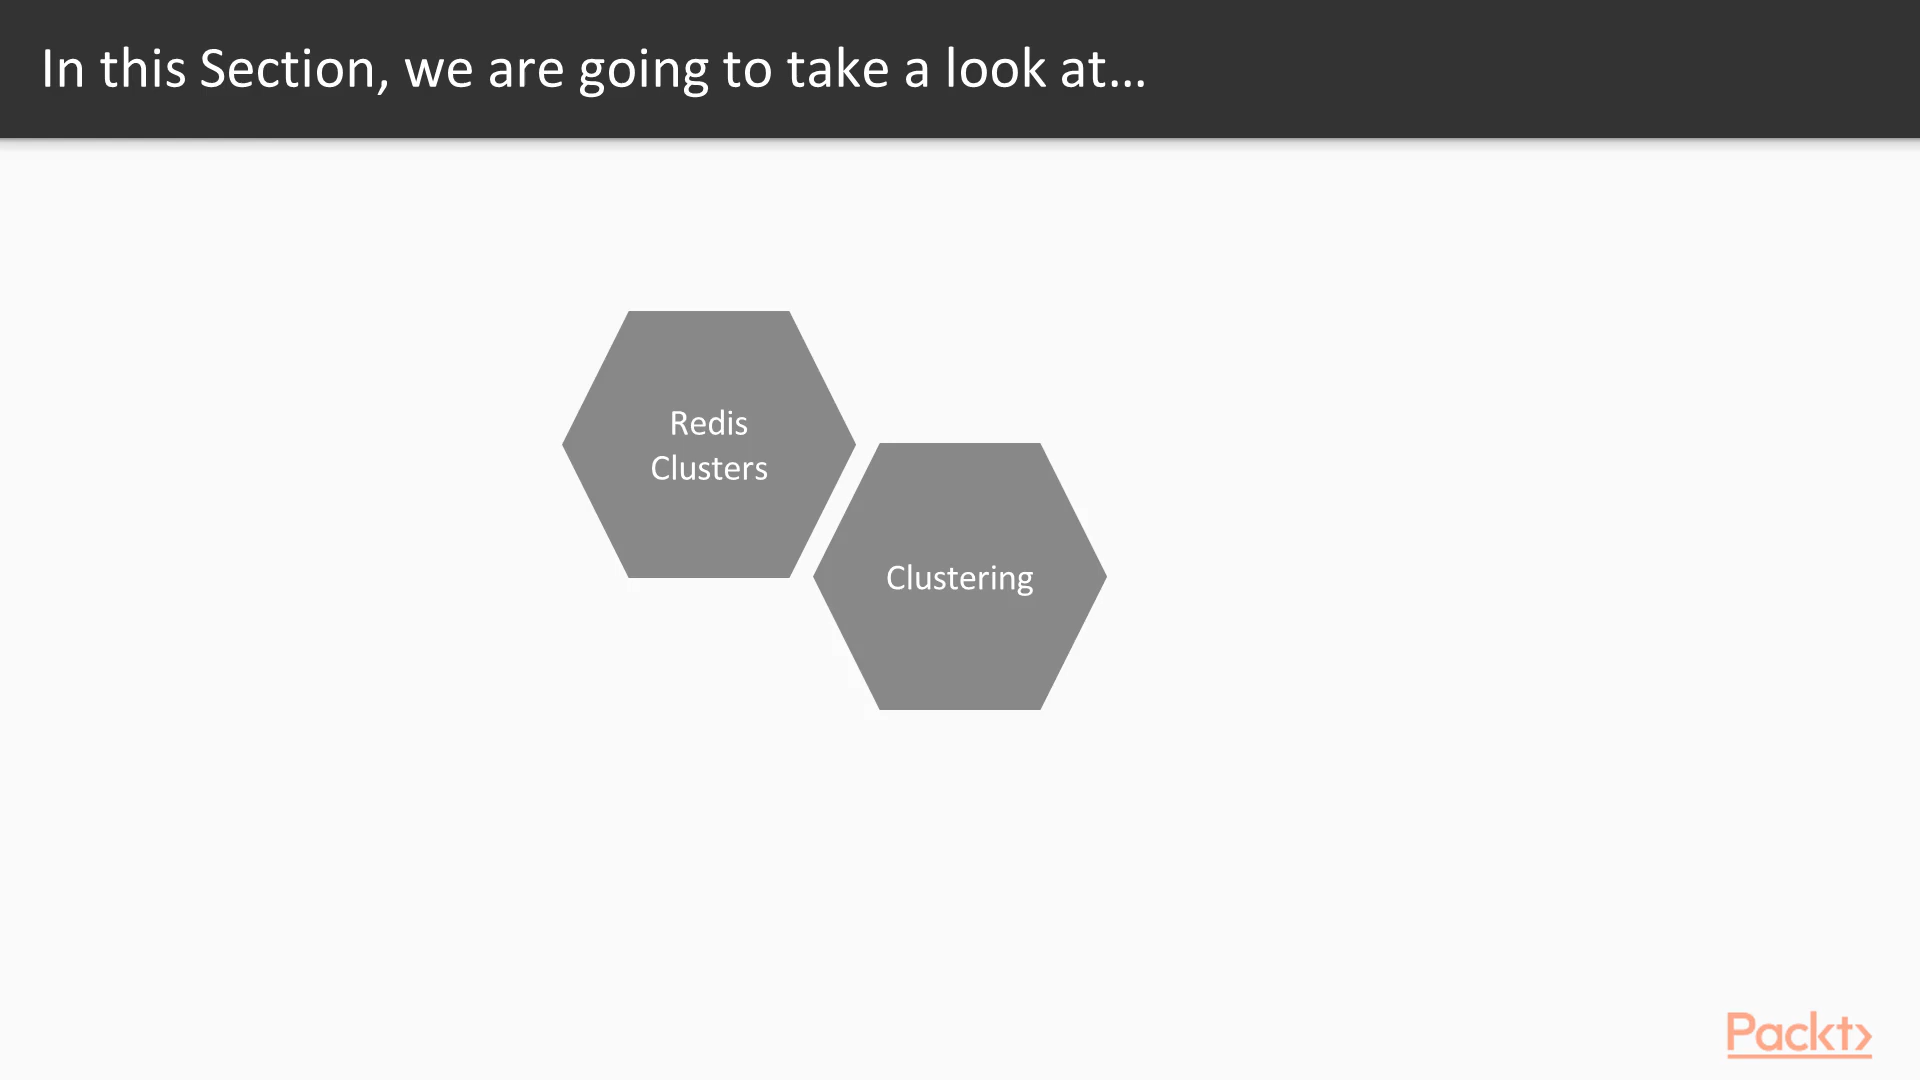 In this Section, we are going to take a look at...
Redis
Clusters
Clustering
Packt>